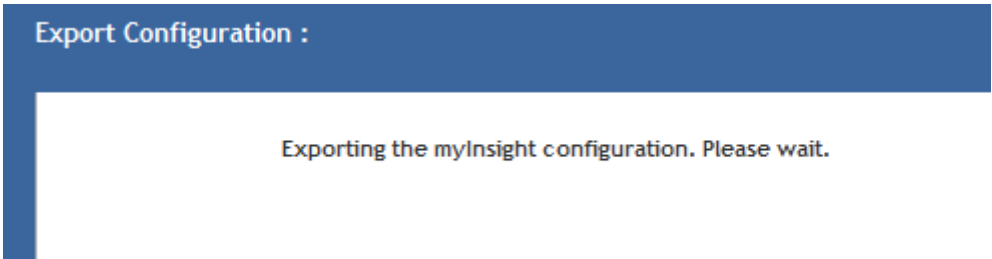 Export Configuration :
Exporting the myInsight configuration. Please wait.